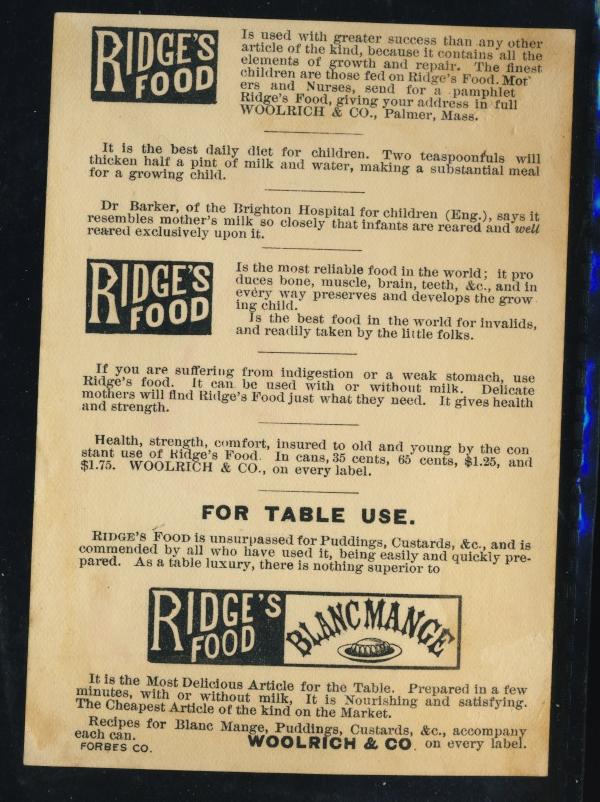 RIDGE'S FOOD
Is used with greater success than any other
article of the kind, because it contains all the
elements of growth and repair. The finest
children are those fed on Ridge's Food. Mot
ers and Nurses, send for a pamphlet
Ridge's Food, giving your address in full
WOOLRICH & CO., Palmer, Mass.
It is the best daily diet for children. Two teaspoonfuls will
thicken half a pint of milk and water, making a substantial meal
for a growing child.
Dr Barker, of the Brighton Hospital for children (Eng.), says it
resembles mother's milk so closely that infants are reared and well
reared exclusively upon it.
RIDGE'S FOOD
Is the most reliable food in the world; it pro
duces bone, muscle, brain, teeth, &c., and in
every way preserves and develops the grow
ing child.
Is the best food in the world for invalids,
and readily taken by the little folks.
If you are suffering from indigestion or a weak stomach, use
Ridge's food. It can be used with or without milk. Delicate
mothers will find Ridge's Food just what they need. It gives health
and strength.
Health, strength, comfort, insured to old and young by the con
stant use of Ridge's Food. In cans, 35 cents, 65 cents, $1.25, and
$1.75. WOOLRICH & CO., on every label.
FOR TABLE USE.
RIDGE'S FOOD is unsurpassed for Puddings, Custards, &c., and is
commended by all who have used it, being easily and quickly pre-
pared. As a table luxury, there is nothing superior to
RIDGE'S FOOD BLANC MANGE
It is the Most Delicious Article for the Table. Prepared in a few
minutes, with or without milk, It is Nourishing and satisfying.
The Cheapest Article of the kind on the Market.
Recipes for Blanc Mange, Puddings, Custards, &c., accompany
each can.
FORBES CO. WOOLRICH & CO. on every label.